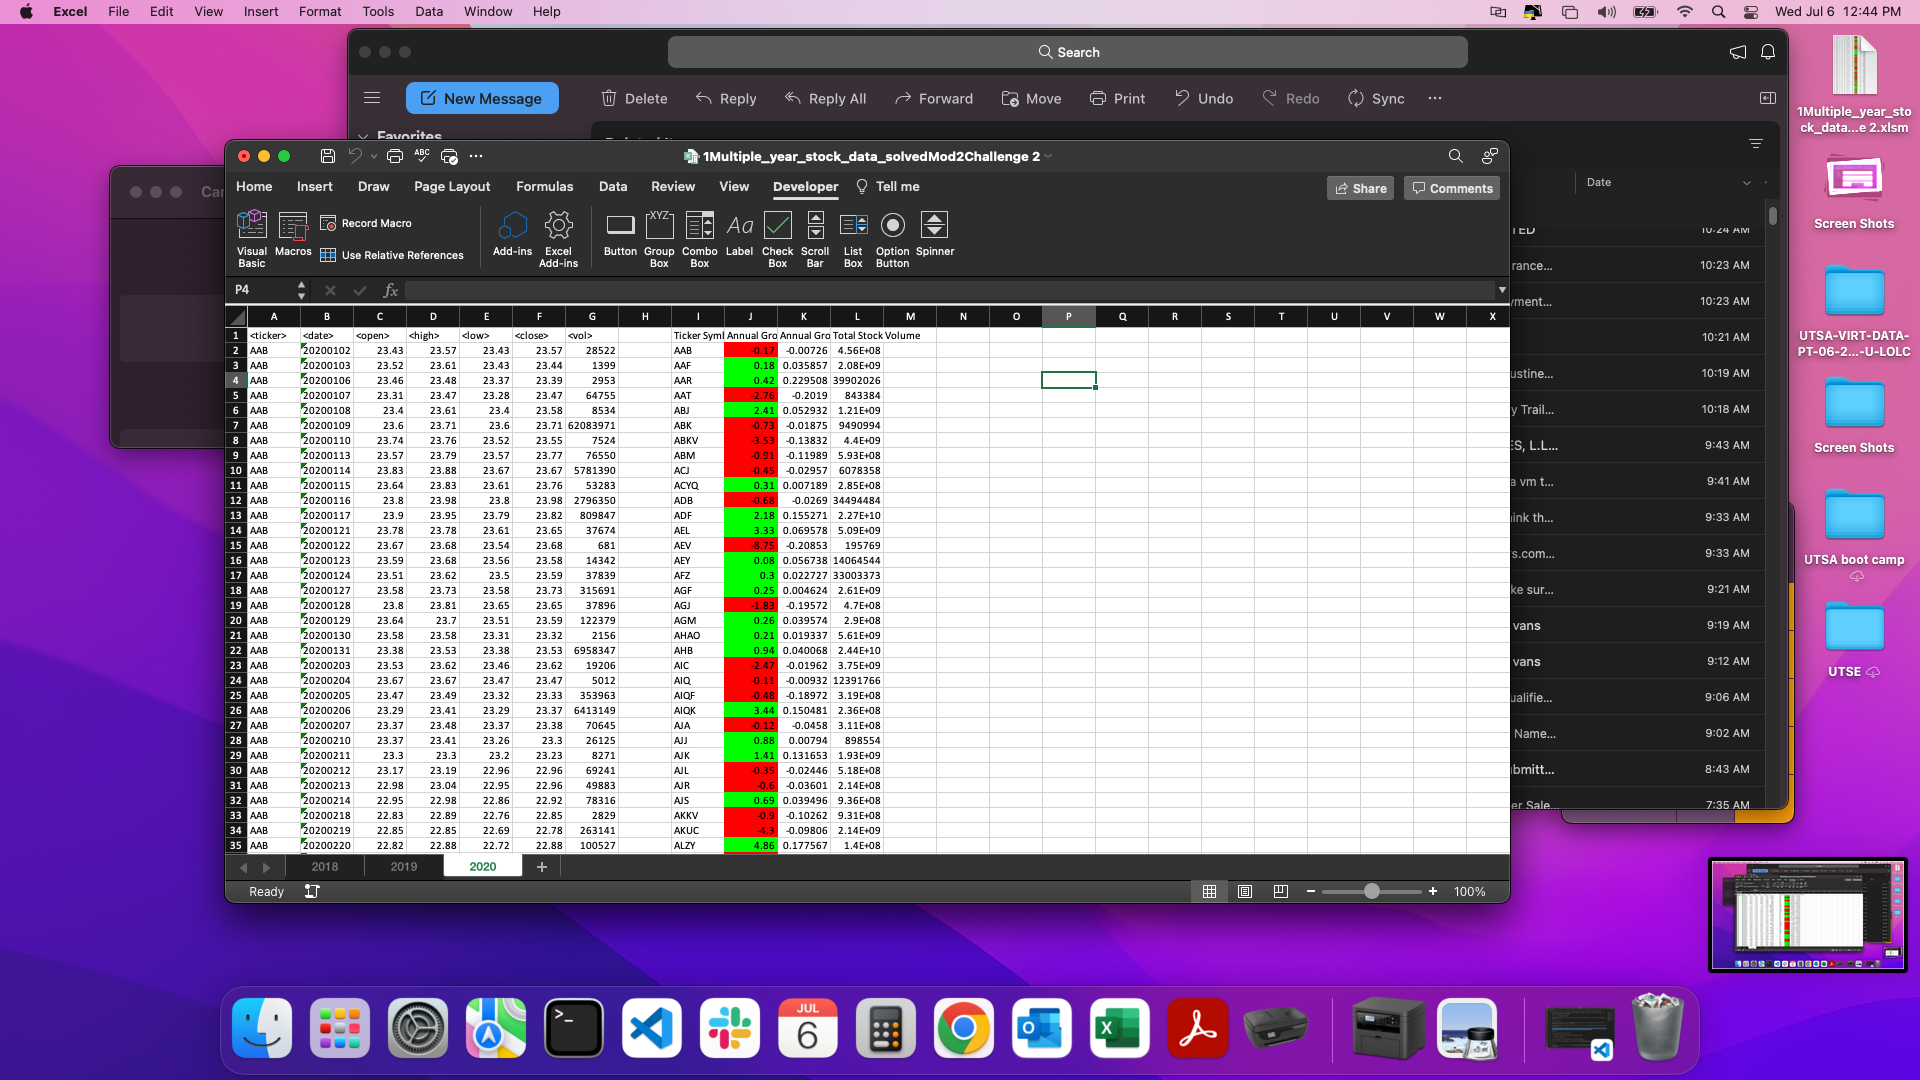 Excel File Edit View Insert Format Tools Data Window Help Wed Jul 6 12:44 PM
Search
New Message Delete Reply Reply All Forward Move Print Undo Redo Sync
Favorites
1Multiple_year_stock_data_solvedMod2Challenge 2
Home Insert Draw Page Layout Formulas Data Review View Developer Tell me Share Comments
Visual Basic Macros Record Macro Use Relative References Add-ins Excel Add-ins Button Group Box Combo Box Label Check Box Scroll Bar List Box Option Button Spinner
P4 fx
A B C D E F G H I J K L M N O P Q R S T U V W X
1 <ticker> <date> <open> <high> <low> <close> <vol> Ticker Syml Annual Gro Annual Gro Total Stock Volume
2 AAB 20200102 23.43 23.57 23.43 23.57 28522 AAB -0.17 -0.00726 4.56E+08
3 AAB 20200103 23.52 23.61 23.43 23.44 1399 AAF 0.18 0.035857 2.08E+09
4 AAB 20200106 23.46 23.48 23.37 23.39 2953 AAR 0.42 0.229508 39902026
5 AAB 20200107 23.31 23.47 23.28 23.47 64755 AAT -2.76 -0.2019 843384
6 AAB 20200108 23.4 23.61 23.4 23.58 8534 ABJ 2.41 0.052932 1.21E+09
7 AAB 20200109 23.6 23.71 23.6 23.71 62083971 ABK -0.73 -0.01875 9490994
8 AAB 20200110 23.74 23.76 23.52 23.55 7524 ABKV -3.53 -0.13832 4.4E+09
9 AAB 20200113 23.57 23.79 23.57 23.77 76550 ABM -0.91 -0.11989 5.93E+08
10 AAB 20200114 23.83 23.88 23.67 23.67 5781390 ACJ -0.45 -0.02957 6078358
11 AAB 20200115 23.64 23.83 23.61 23.76 53283 ACYQ 0.31 0.007189 2.85E+08
12 AAB 20200116 23.8 23.98 23.8 23.98 2796350 ADB -0.68 -0.0269 34494484
13 AAB 20200117 23.9 23.95 23.79 23.82 809847 ADF 2.18 0.155271 2.27E+10
14 AAB 20200121 23.78 23.78 23.61 23.65 37674 AEL 3.33 0.069578 5.09E+09
15 AAB 20200122 23.67 23.68 23.54 23.68 681 AEV -8.75 -0.20853 195769
16 AAB 20200123 23.59 23.68 23.56 23.58 14342 AEY 0.08 0.056738 14064544
17 AAB 20200124 23.51 23.62 23.5 23.59 37839 AFZ 0.3 0.022727 33003373
18 AAB 20200127 23.58 23.73 23.58 23.73 315691 AGF 0.25 0.004624 2.61E+09
19 AAB 20200128 23.8 23.81 23.65 23.65 37896 AGJ -1.83 -0.19572 4.7E+08
20 AAB 20200129 23.64 23.7 23.51 23.59 122379 AGM 0.26 0.039574 2.9E+08
21 AAB 20200130 23.58 23.58 23.31 23.32 2156 AHAO 0.21 0.019337 5.61E+09
22 AAB 20200131 23.38 23.53 23.38 23.53 6958347 AHB 0.94 0.040068 2.44E+10
23 AAB 20200203 23.53 23.62 23.46 23.62 19206 AIC -2.47 -0.01962 3.75E+09
24 AAB 20200204 23.67 23.67 23.47 23.47 5012 AIQ -0.11 -0.00932 12391766
25 AAB 20200205 23.47 23.49 23.32 23.33 353963 AIQF -0.48 -0.18972 3.19E+08
26 AAB 20200206 23.29 23.41 23.29 23.37 6413149 AIQK 3.44 0.150481 2.36E+08
27 AAB 20200207 23.37 23.48 23.37 23.38 70645 AJA -0.12 -0.0458 3.11E+08
28 AAB 20200210 23.37 23.41 23.26 23.3 26125 AJJ 0.88 0.00794 898554
29 AAB 20200211 23.3 23.3 23.2 23.23 8271 AJK 1.41 0.131653 1.93E+09
30 AAB 20200212 23.17 23.19 22.96 22.96 69241 AJL -0.35 -0.02446 5.18E+08
31 AAB 20200213 22.98 23.04 22.95 22.96 49883 AJR -0.6 -0.03601 2.14E+08
32 AAB 20200214 22.95 22.98 22.86 22.92 78316 AJS 0.69 0.039496 9.36E+08
33 AAB 20200218 22.83 22.89 22.76 22.85 2829 AKKV -0.9 -0.10262 9.31E+08
34 AAB 20200219 22.85 22.85 22.69 22.78 263141 AKUC -4.3 -0.09806 2.14E+09
35 AAB 20200220 22.82 22.88 22.72 22.88 100527 ALZY 4.86 0.177567 1.4E+08
2018 2019 2020
Ready 100%
Date
10:24 AM
rance... 10:23 AM
yment... 10:23 AM
10:21 AM
ustine... 10:19 AM
y Trail... 10:18 AM
ES, L.L... 9:43 AM
a vm t... 9:41 AM
ink th... 9:33 AM
s.com... 9:33 AM
ke sur... 9:21 AM
vans 9:19 AM
vans 9:12 AM
ualifie... 9:06 AM
Name... 9:02 AM
bmitt... 8:43 AM
er Sale... 7:35 AM
1Multiple_year_sto
ck_data...e 2.xlsm
Screen Shots
UTSA-VIRT-DATA-
PT-06-2...-U-LOLC
Screen Shots
UTSA boot camp
UTSE
JUL
6